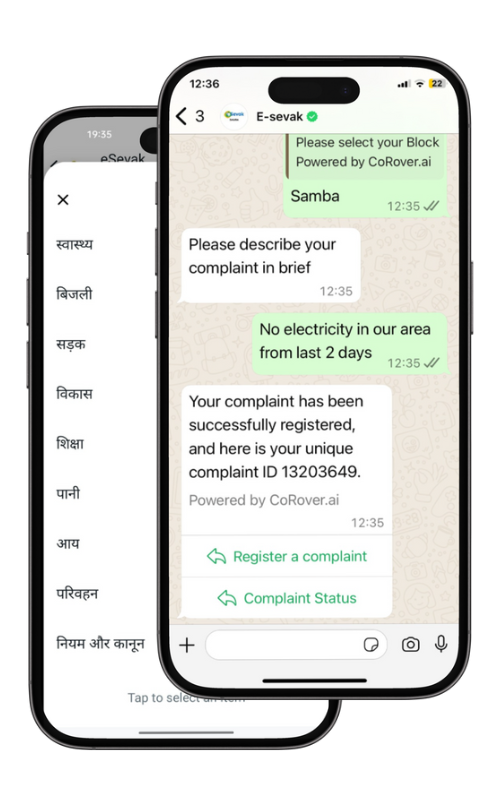 19:35
eSevak
×
स्वास्थ्य
बिजली
सड़क
विकास
शिक्षा
पानी
आय
परिवहन
नियम और कानून
Tap to select an item
12:36
22
3
E-sevak
Please select your Block
Powered by CoRover.ai
Samba
12:35
Please describe your
complaint in brief
12:35
No electricity in our area
from last 2 days
12:35
Your complaint has been
successfully registered,
and here is your unique
complaint ID 13203649.
Powered by CoRover.ai
12:35
Register a complaint
Complaint Status